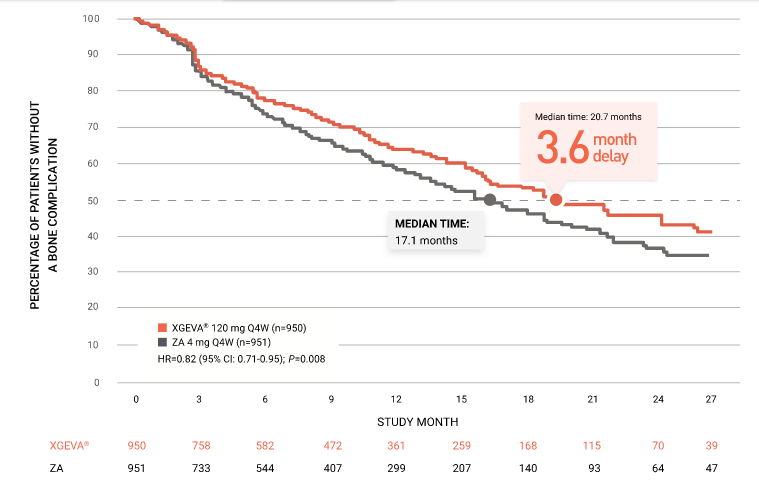 PERCENTAGE OF PATIENTS WITHOUT
A BONE COMPLICATION
100
90
80
70
60
50
40
30
20
10
0
Median time: 20.7 months
3.6 month
delay
MEDIAN TIME:
17.1 months
XGEVA® 120 mg Q4W (n=950)
ZA 4 mg Q4W (n=951)
HR=0.82 (95% CI: 0.71-0.95); P=0.008
0 3 6 9 12 15 18 21 24 27
STUDY MONTH
XGEVA® 950 758 582 472 361 259 168 115 70 39
ZA 951 733 544 407 299 207 140 93 64 47